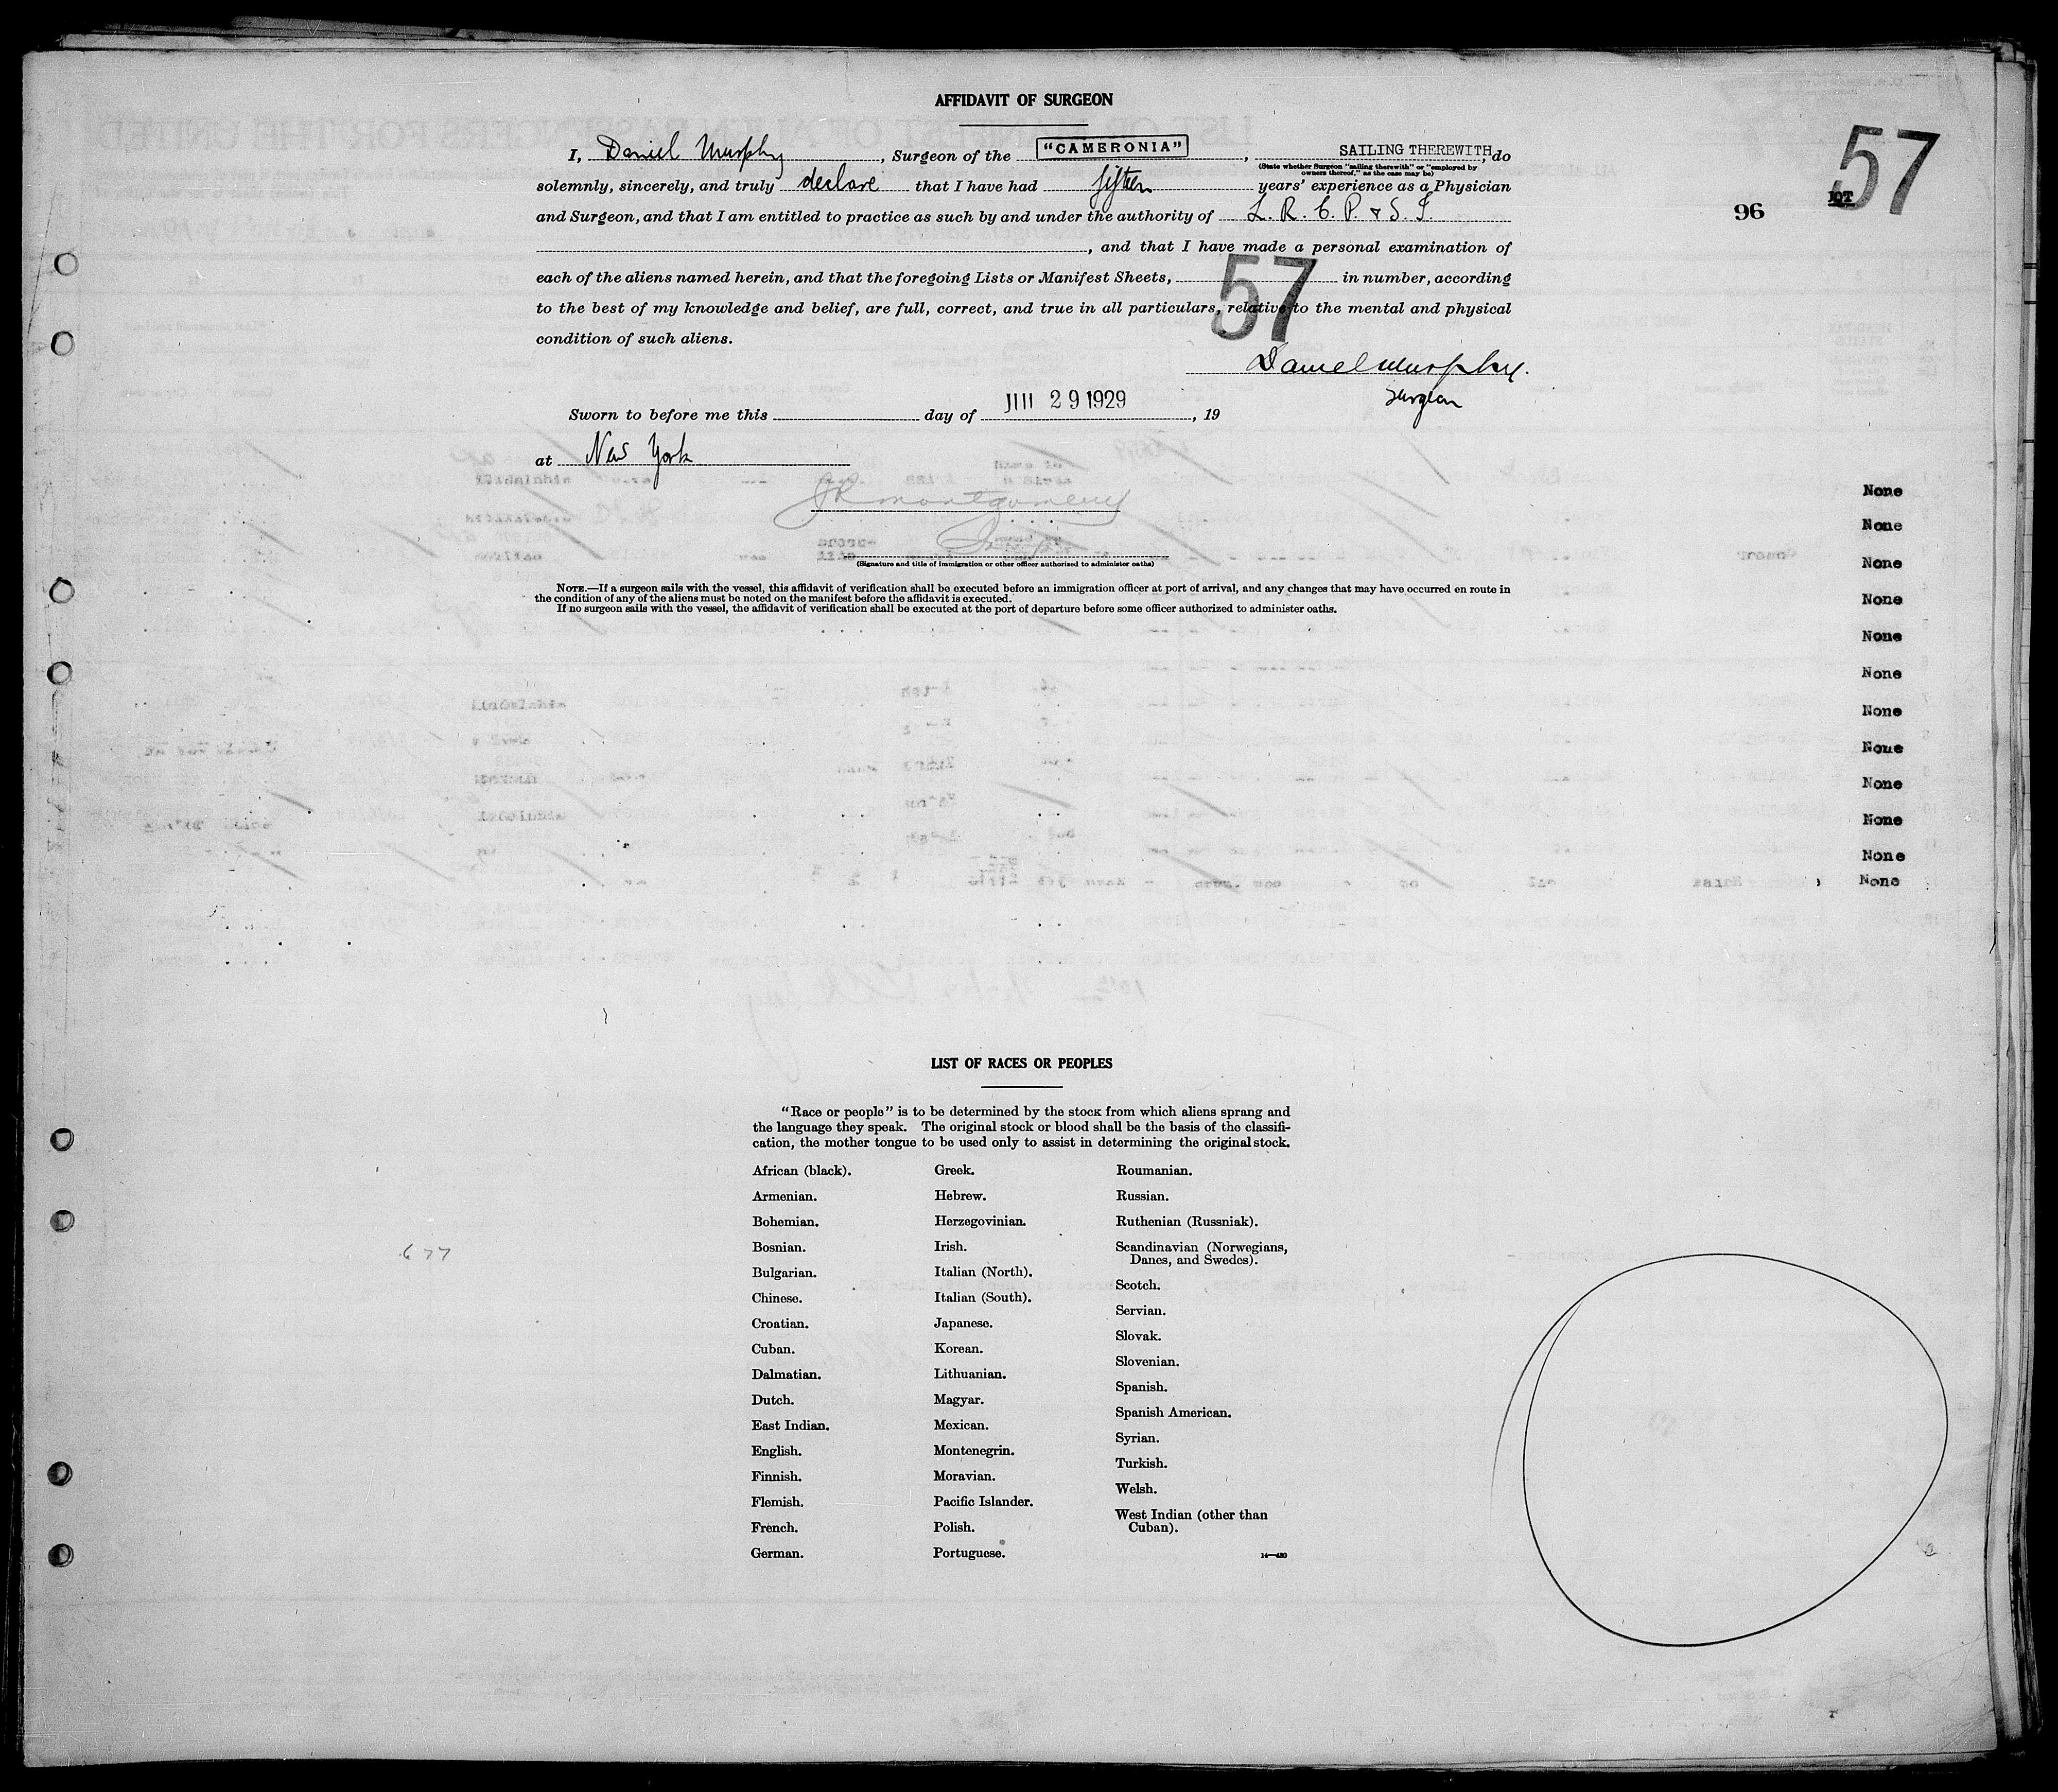 AFFIDAVIT OF SURGEON
57
I, Daniel Murphy, Surgeon of the "CAMERONIA", SAILING THEREWITH, do
(State whether Surgeon "sailing therewith" or "employed by
owners thereof," as the case may be)
solemnly, sincerely, and truly declare that I have had fifteen years' experience as a Physician
and Surgeon, and that I am entitled to practice as such by and under the authority of L. R. C. P. & S. I.
96
, and that I have made a personal examination of
each of the aliens named herein, and that the foregoing Lists or Manifest Sheets, 57 in number, according
to the best of my knowledge and belief, are full, correct, and true in all particulars, relative to the mental and physical
condition of such aliens.
Daniel Murphy.
Surgeon
Sworn to before me this day of 29 1929, 19
at New York
None
None
None
None
None
None
None
None
None
None
None
None
JR Montgomery
(Signature and title of immigration or other officer authorized to administer oaths)
NOTE.—If a surgeon sails with the vessel, this affidavit of verification shall be executed before an immigration officer at port of arrival, and any changes that may have occurred en route in
the condition of any of the aliens must be noted on the manifest before the affidavit is executed.
If no surgeon sails with the vessel, the affidavit of verification shall be executed at the port of departure before some officer authorized to administer oaths.
LIST OF RACES OR PEOPLES
"Race or people" is to be determined by the stock from which aliens sprang and
the language they speak. The original stock or blood shall be the basis of the classifi-
cation, the mother tongue to be used only to assist in determining the original stock.
African (black).
Armenian.
Bohemian.
Bosnian.
Bulgarian.
Chinese.
Croatian.
Cuban.
Dalmatian.
Dutch.
East Indian.
English.
Finnish.
Flemish.
French.
German.
Greek.
Hebrew.
Herzegovinian.
Irish.
Italian (North).
Italian (South).
Japanese.
Korean.
Lithuanian.
Magyar.
Mexican.
Montenegrin.
Moravian.
Pacific Islander.
Polish.
Portuguese.
Roumanian.
Russian.
Ruthenian (Russniak).
Scandinavian (Norwegians,
Danes, and Swedes).
Scotch.
Servian.
Slovak.
Slovenian.
Spanish.
Spanish American.
Syrian.
Turkish.
Welsh.
West Indian (other than
Cuban).
14—430
677